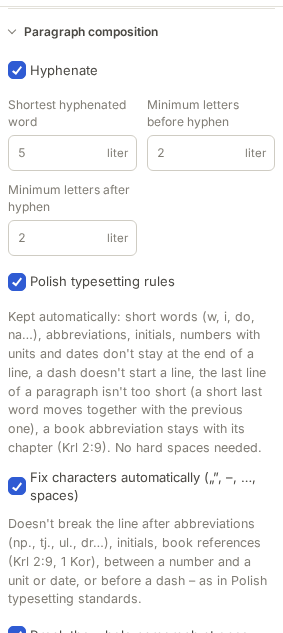 Paragraph composition
Hyphenate
Shortest hyphenated word
Minimum letters before hyphen
5 liter
2 liter
Minimum letters after hyphen
2 liter
Polish typesetting rules
Kept automatically: short words (w, i, do,
na...), abbreviations, initials, numbers with
units and dates don't stay at the end of a
line, a dash doesn't start a line, the last line
of a paragraph isn't too short (a short last
word moves together with the previous
one), a book abbreviation stays with its
chapter (Krl 2:9). No hard spaces needed.
Fix characters automatically („“, –, …,
spaces)
Doesn't break the line after abbreviations
(np., tj., ul., dr...), initials, book references
(Krl 2:9, 1 Kor), between a number and a
unit or date, or before a dash – as in Polish
typesetting standards.